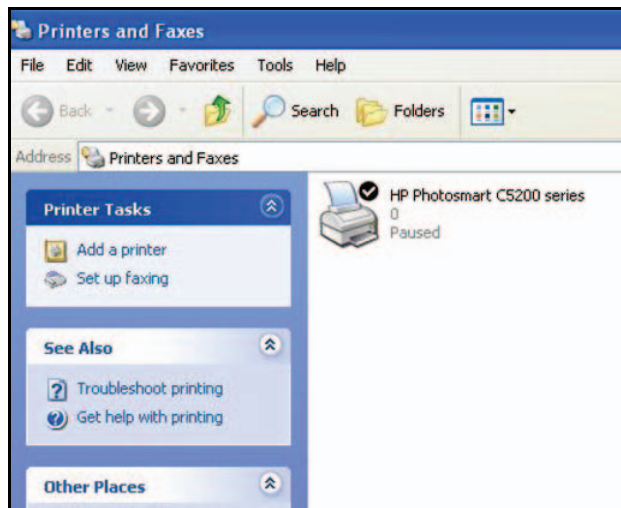 Printers and Faxes
File Edit View Favorites Tools Help
Back Search Folders
Address Printers and Faxes
Printer Tasks
Add a printer
Set up faxing
See Also
Troubleshoot printing
Get help with printing
Other Places
HP Photosmart C5200 series
0
Paused